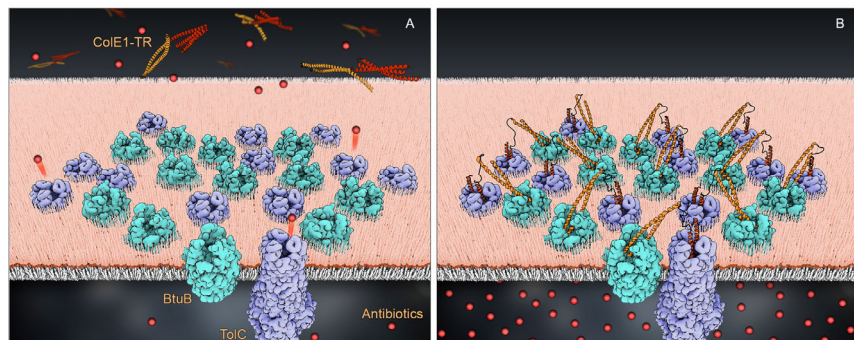 A
ColE1-TR
BtuB
TolC
Antibiotics
B